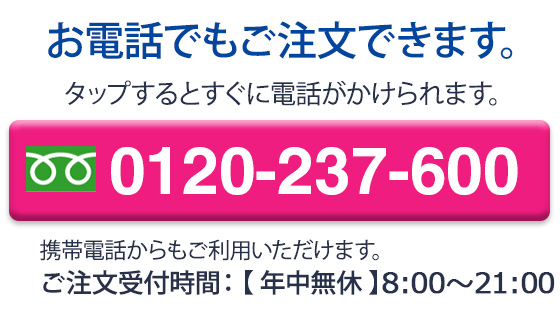 お電話でもご注文できます。
タップするとすぐに電話がかけられます。
0120-237-600
携帯電話からもご利用いただけます。
ご注文受付時間：【 年中無休 】8:00～21:00